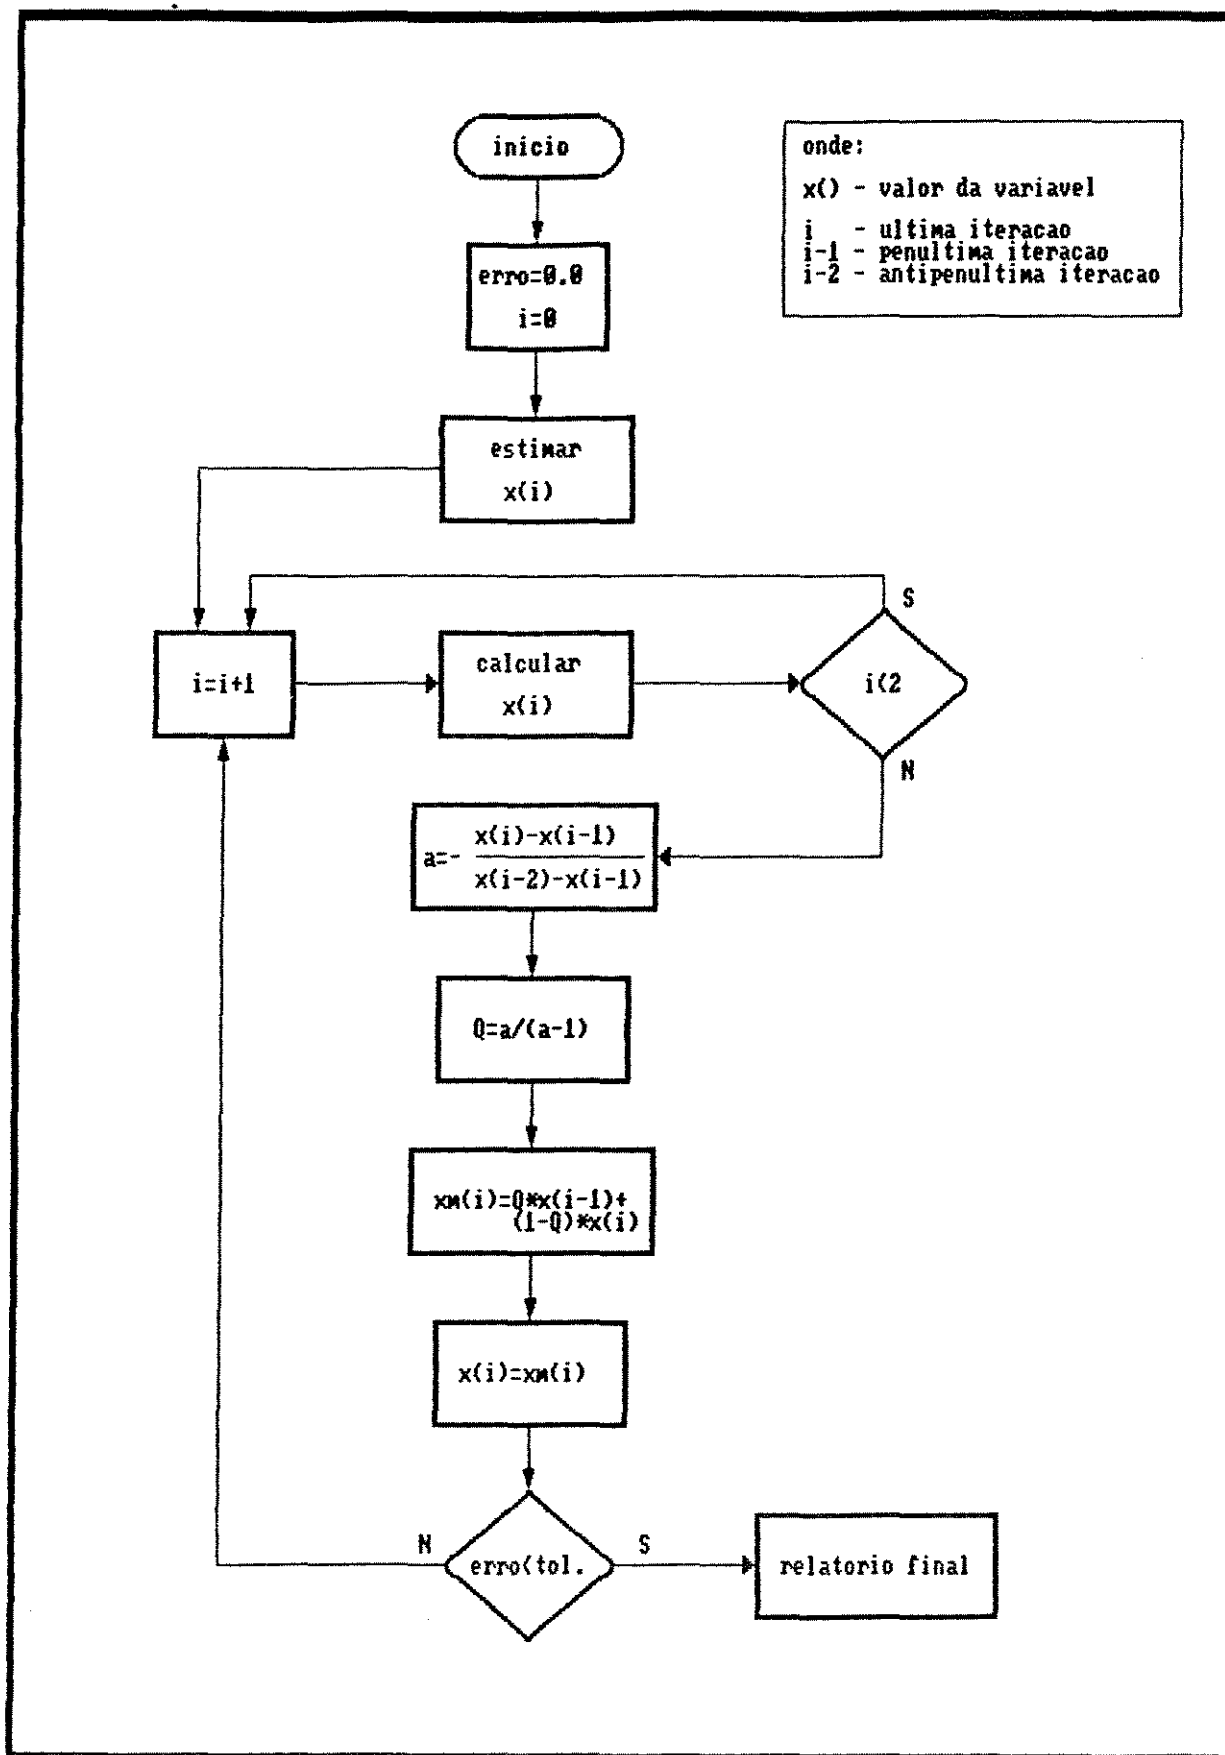 inicio
onde:
x() - valor da variavel
i - ultima iteracao
i-1 - penultima iteracao
i-2 - antipenultima iteracao
erro=0.0
i=0
estimar
x(i)
S
i=i+1
calcular
x(i)
i<2
N
a=- x(i)-x(i-1)
x(i-2)-x(i-1)
Q=a/(a-1)
xm(i)=Q*x(i-1)+
(1-Q)*x(i)
x(i)=xm(i)
N
erro<tol.
S
relatorio final